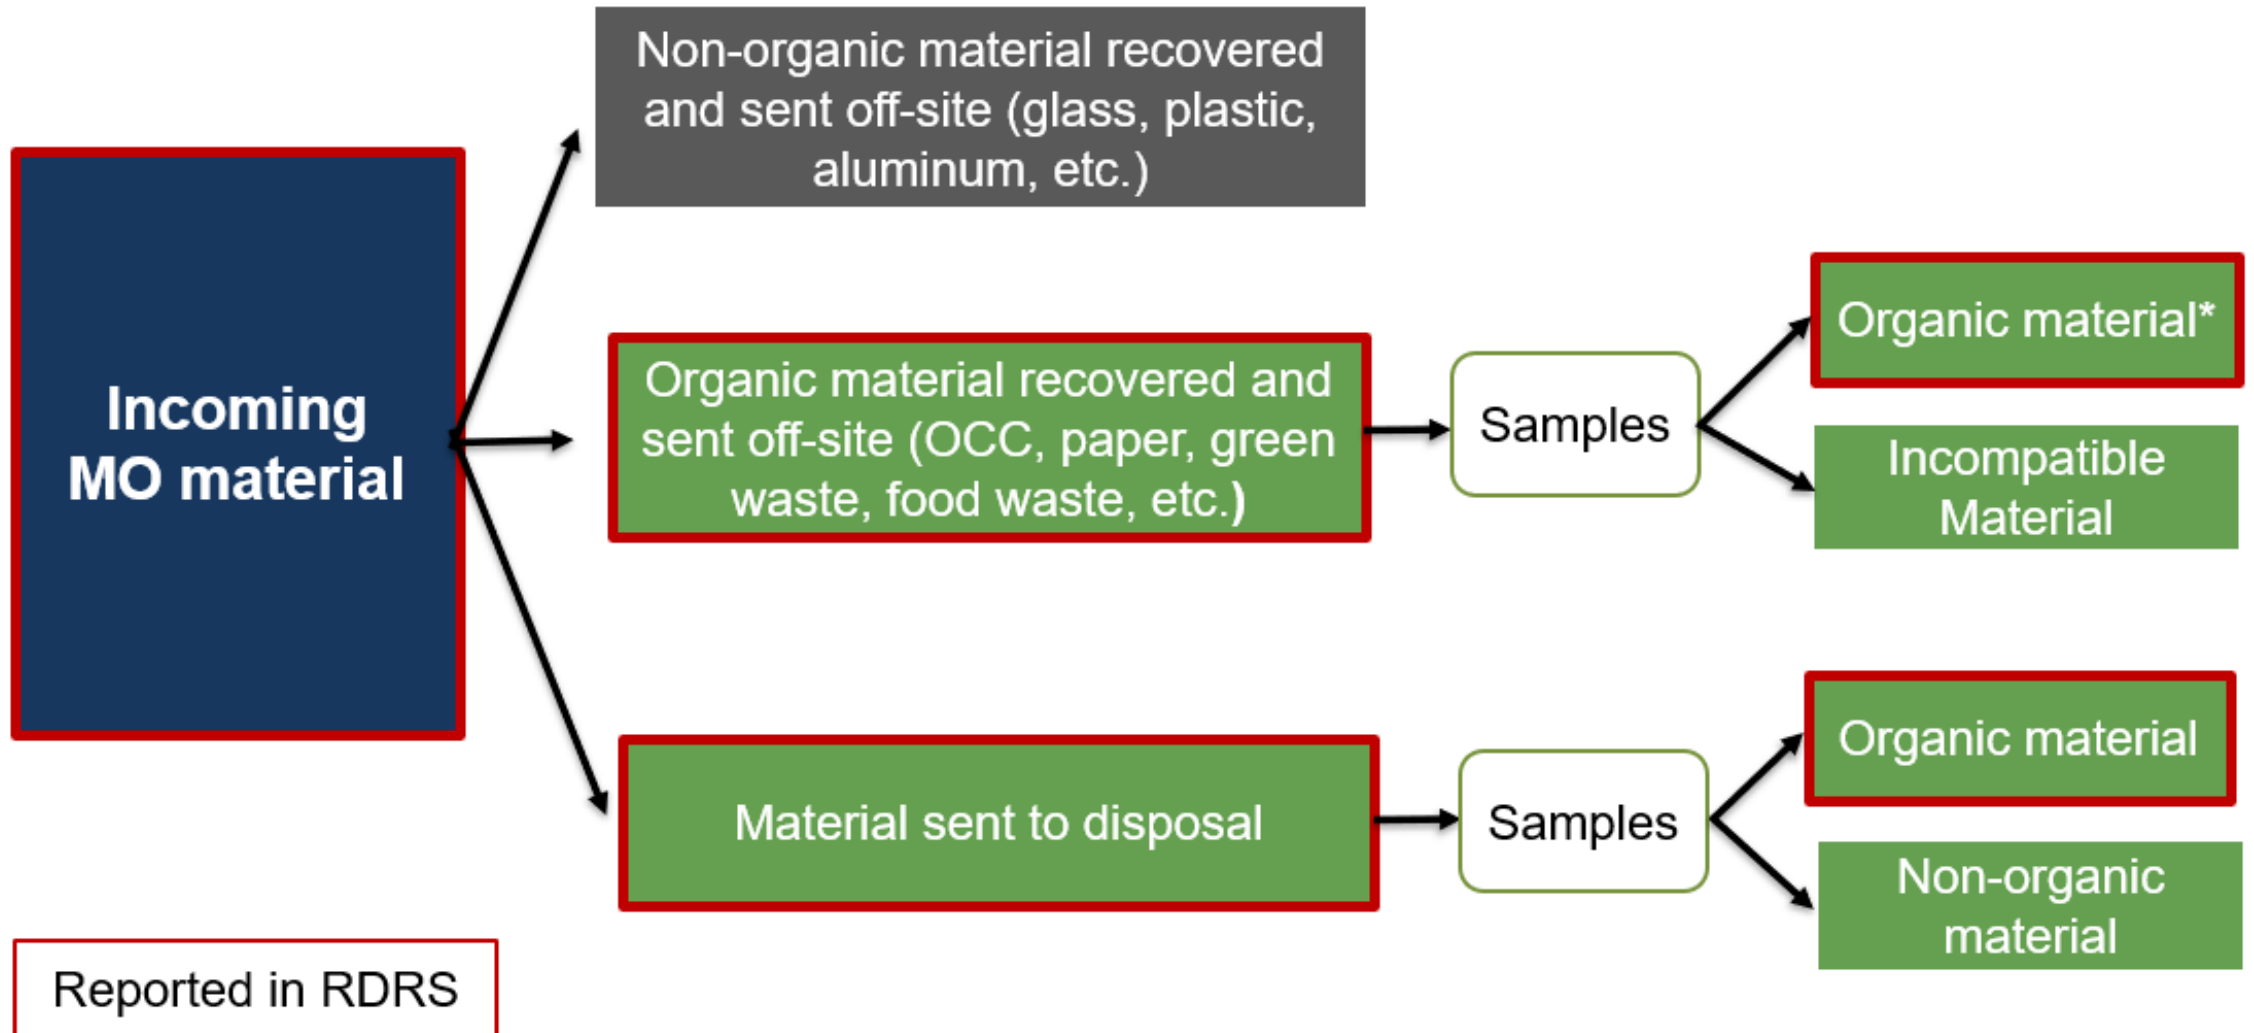 Non-organic material recovered
and sent off-site (glass, plastic,
aluminum, etc.)
Incoming
MO material
Organic material recovered and
sent off-site (OCC, paper, green
waste, food waste, etc.)
Samples
Organic material*
Incompatible
Material
Material sent to disposal
Samples
Organic material
Non-organic
material
Reported in RDRS